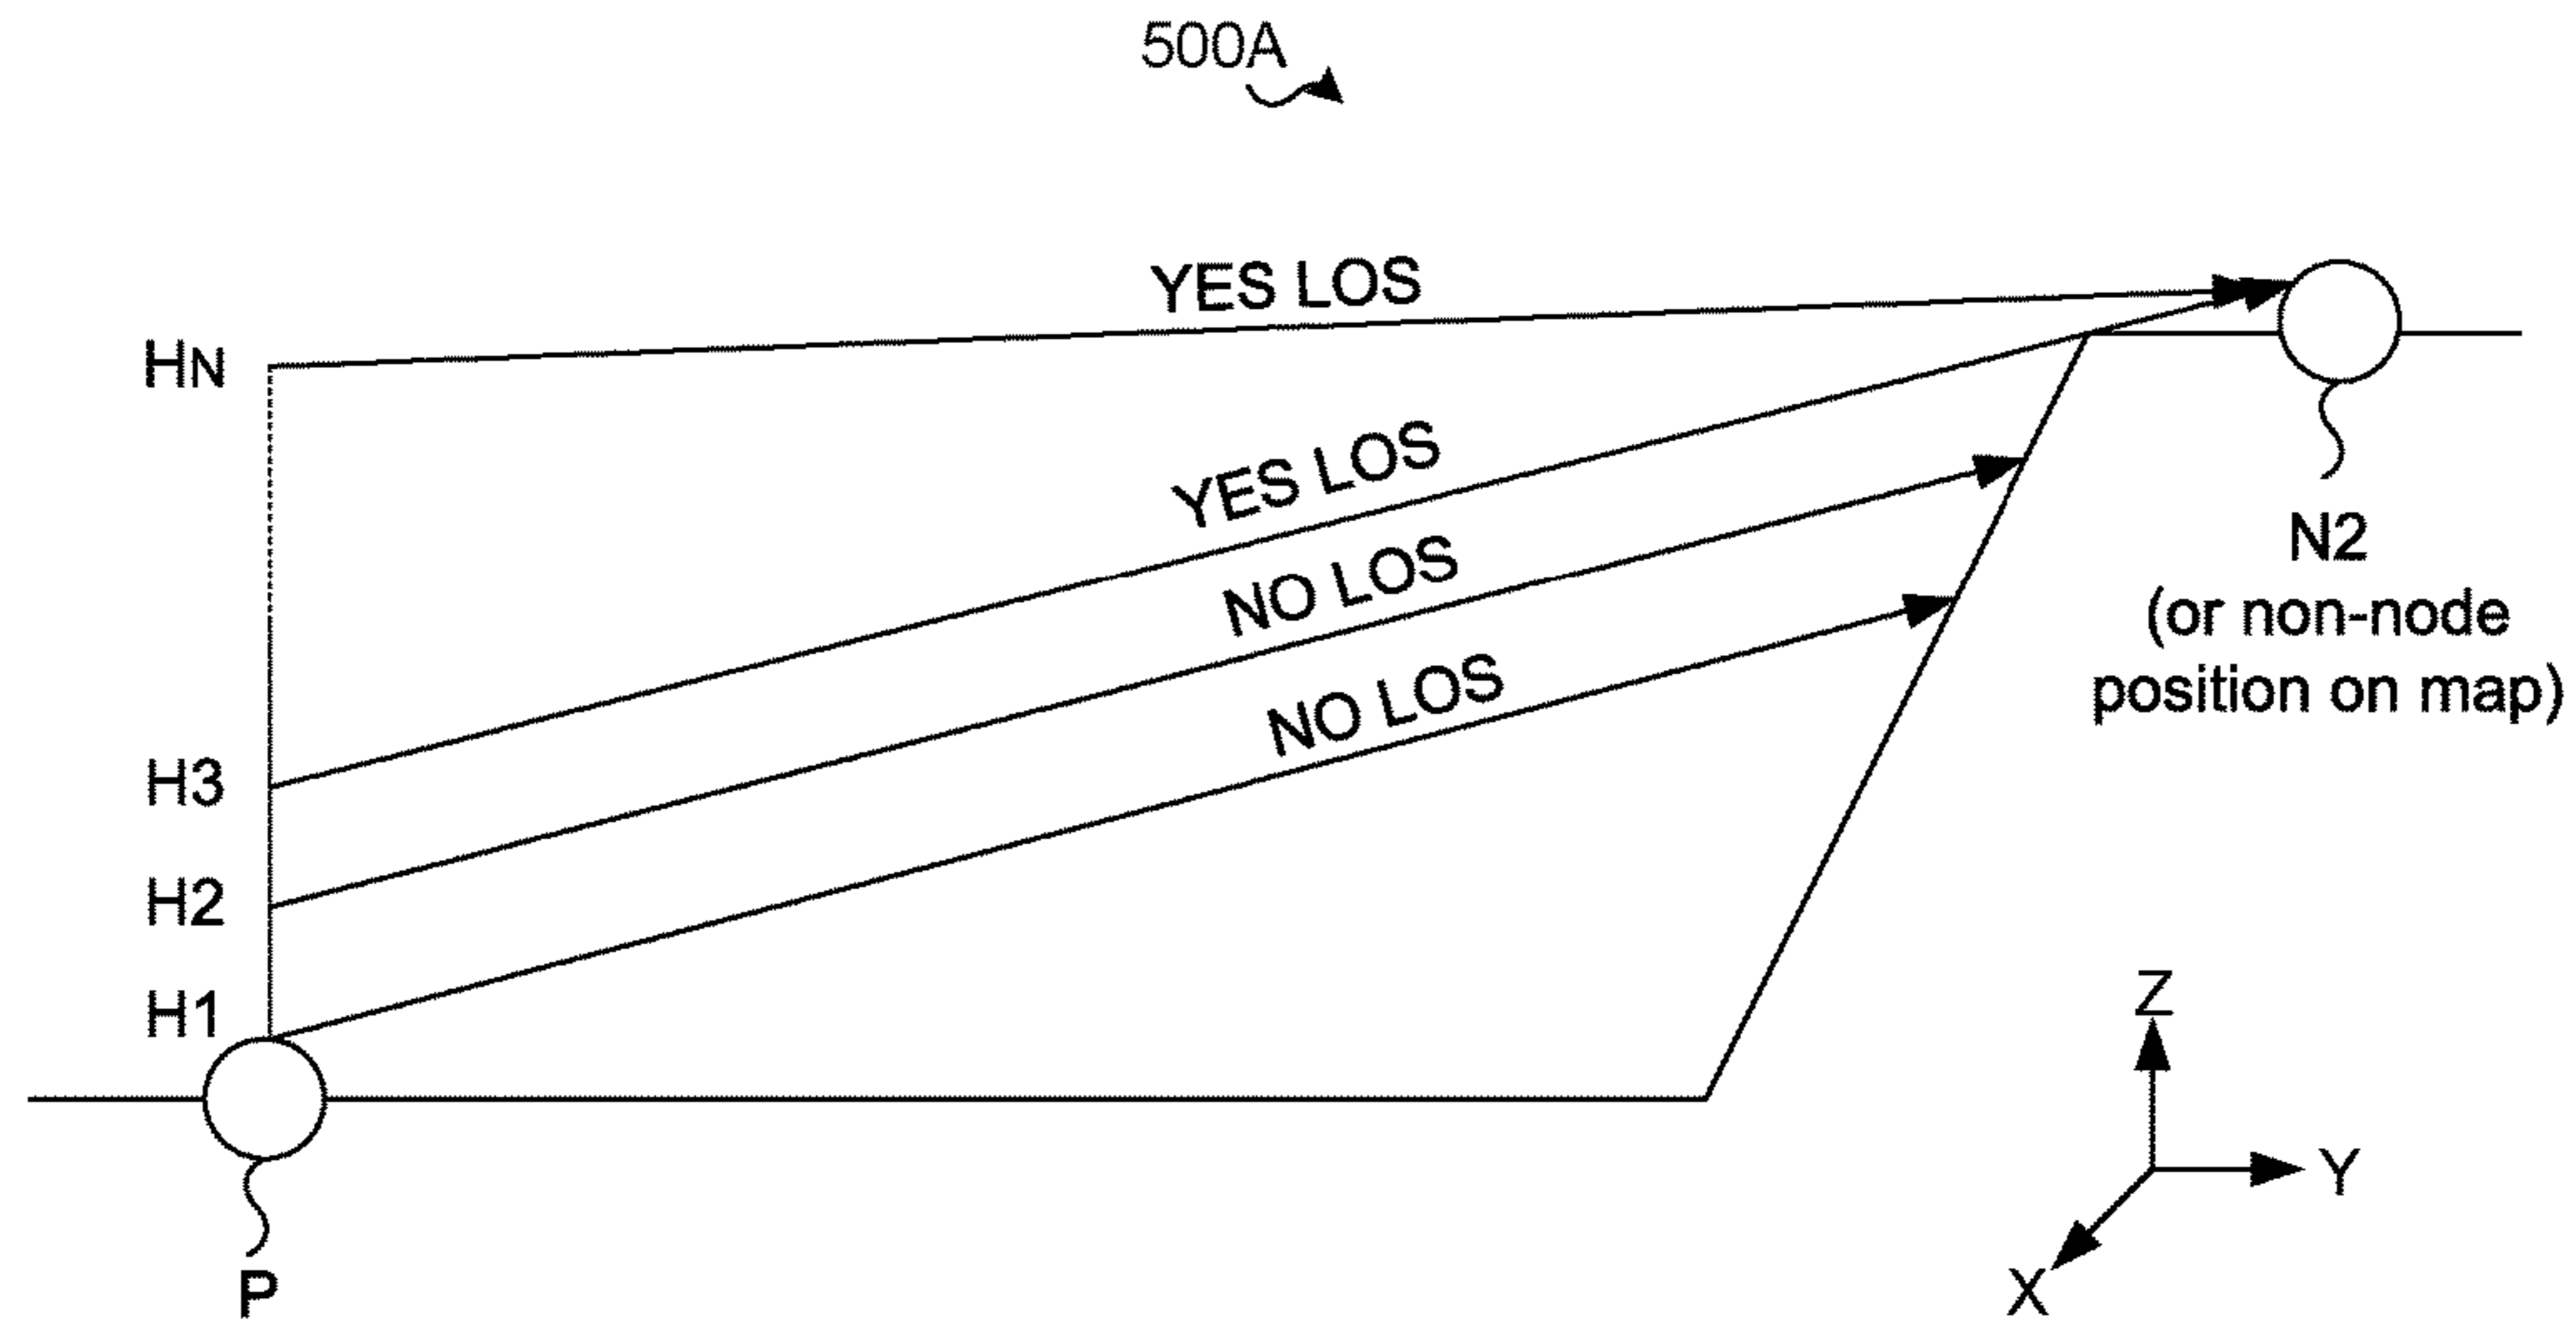 500A
YES LOS
HN
YES LOS
NO LOS
N2
(or non-node
position on map)
NO LOS
H3
H2
H1
Z
Y
X
P